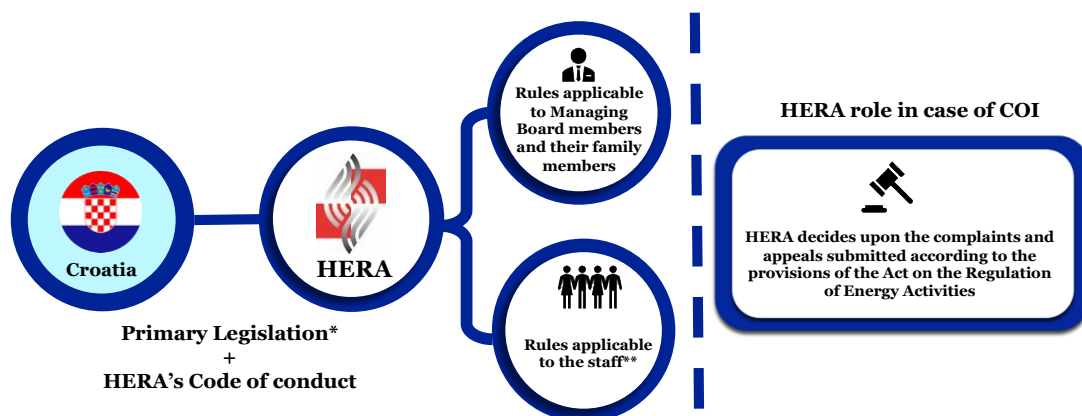 Croatia
HERA
Primary Legislation*
+
HERA’s Code of conduct
Rules applicable
to Managing
Board members
and their family
members
Rules applicable
to the staff**
HERA role in case of COI
HERA decides upon the complaints and
appeals submitted according to the
provisions of the Act on the Regulation
of Energy Activities